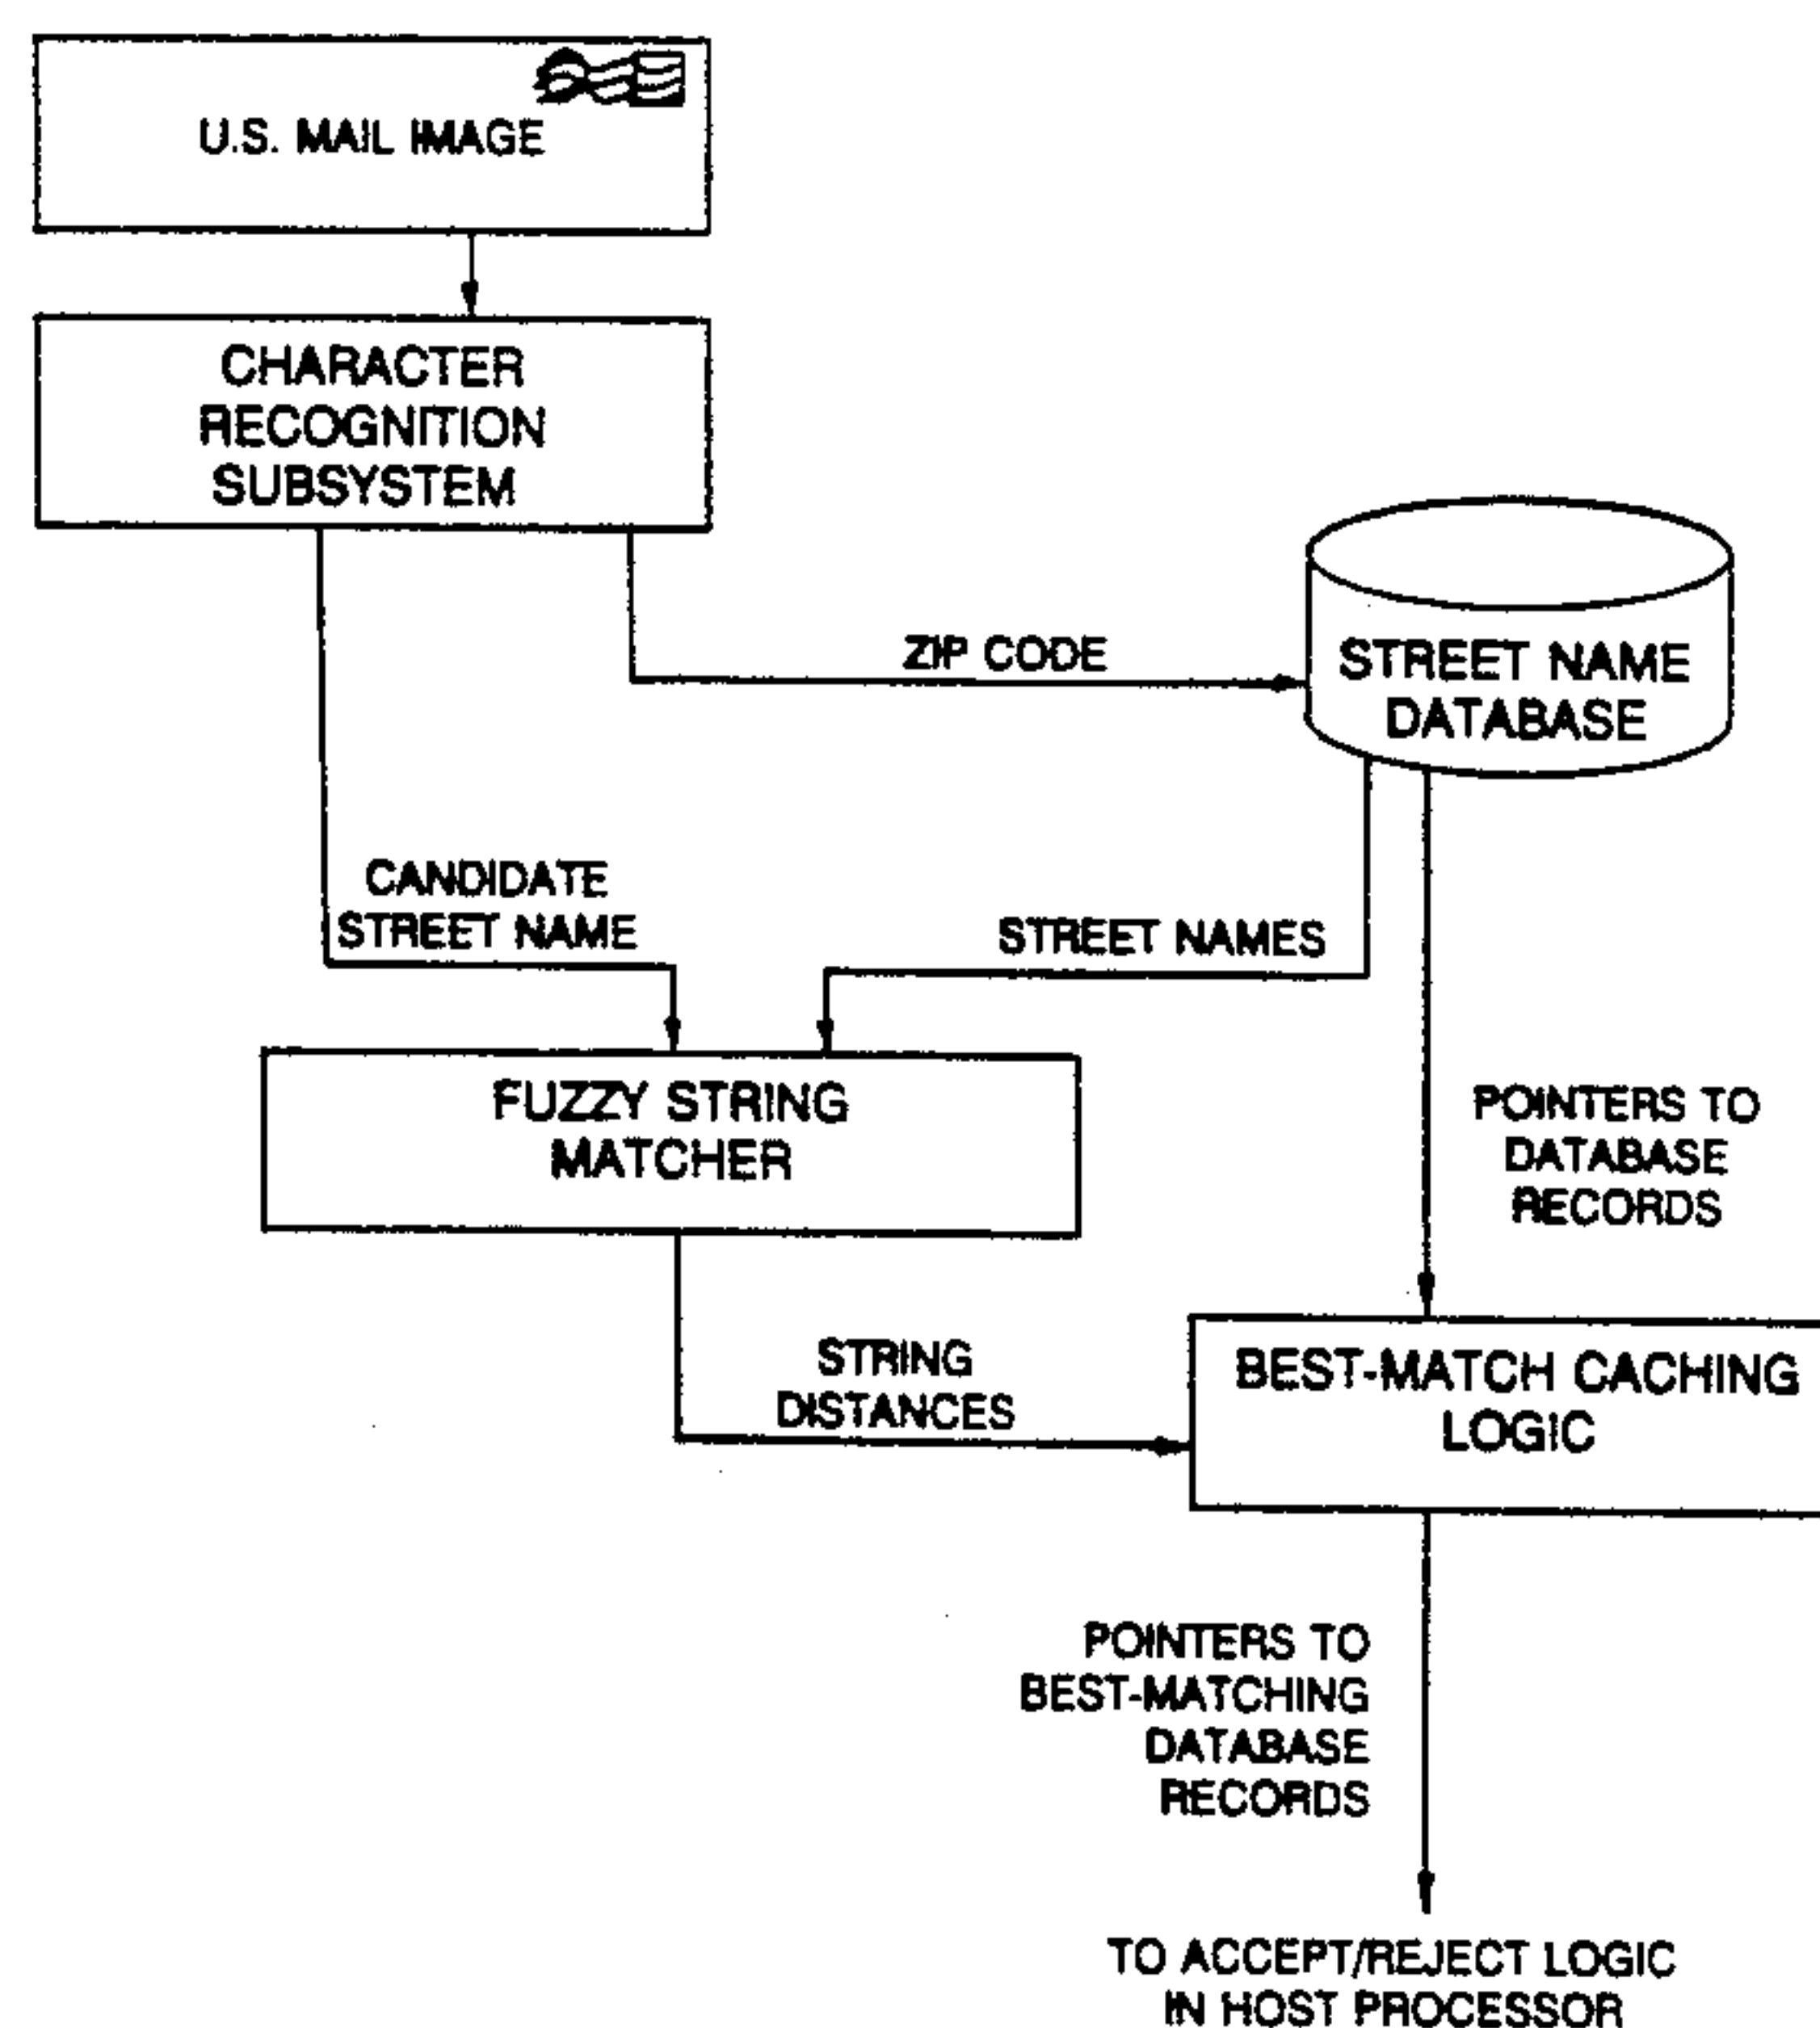 U.S. MAIL IMAGE
CHARACTER
RECOGNITION
SUBSYSTEM
ZIP CODE
STREET NAME
DATABASE
CANDIDATE
STREET NAME
STREET NAMES
FUZZY STRING
MATCHER
POINTERS TO
DATABASE
RECORDS
STRING
DISTANCES
BEST-MATCH CACHING
LOGIC
POINTERS TO
BEST-MATCHING
DATABASE
RECORDS
TO ACCEPT/REJECT LOGIC
IN HOST PROCESSOR